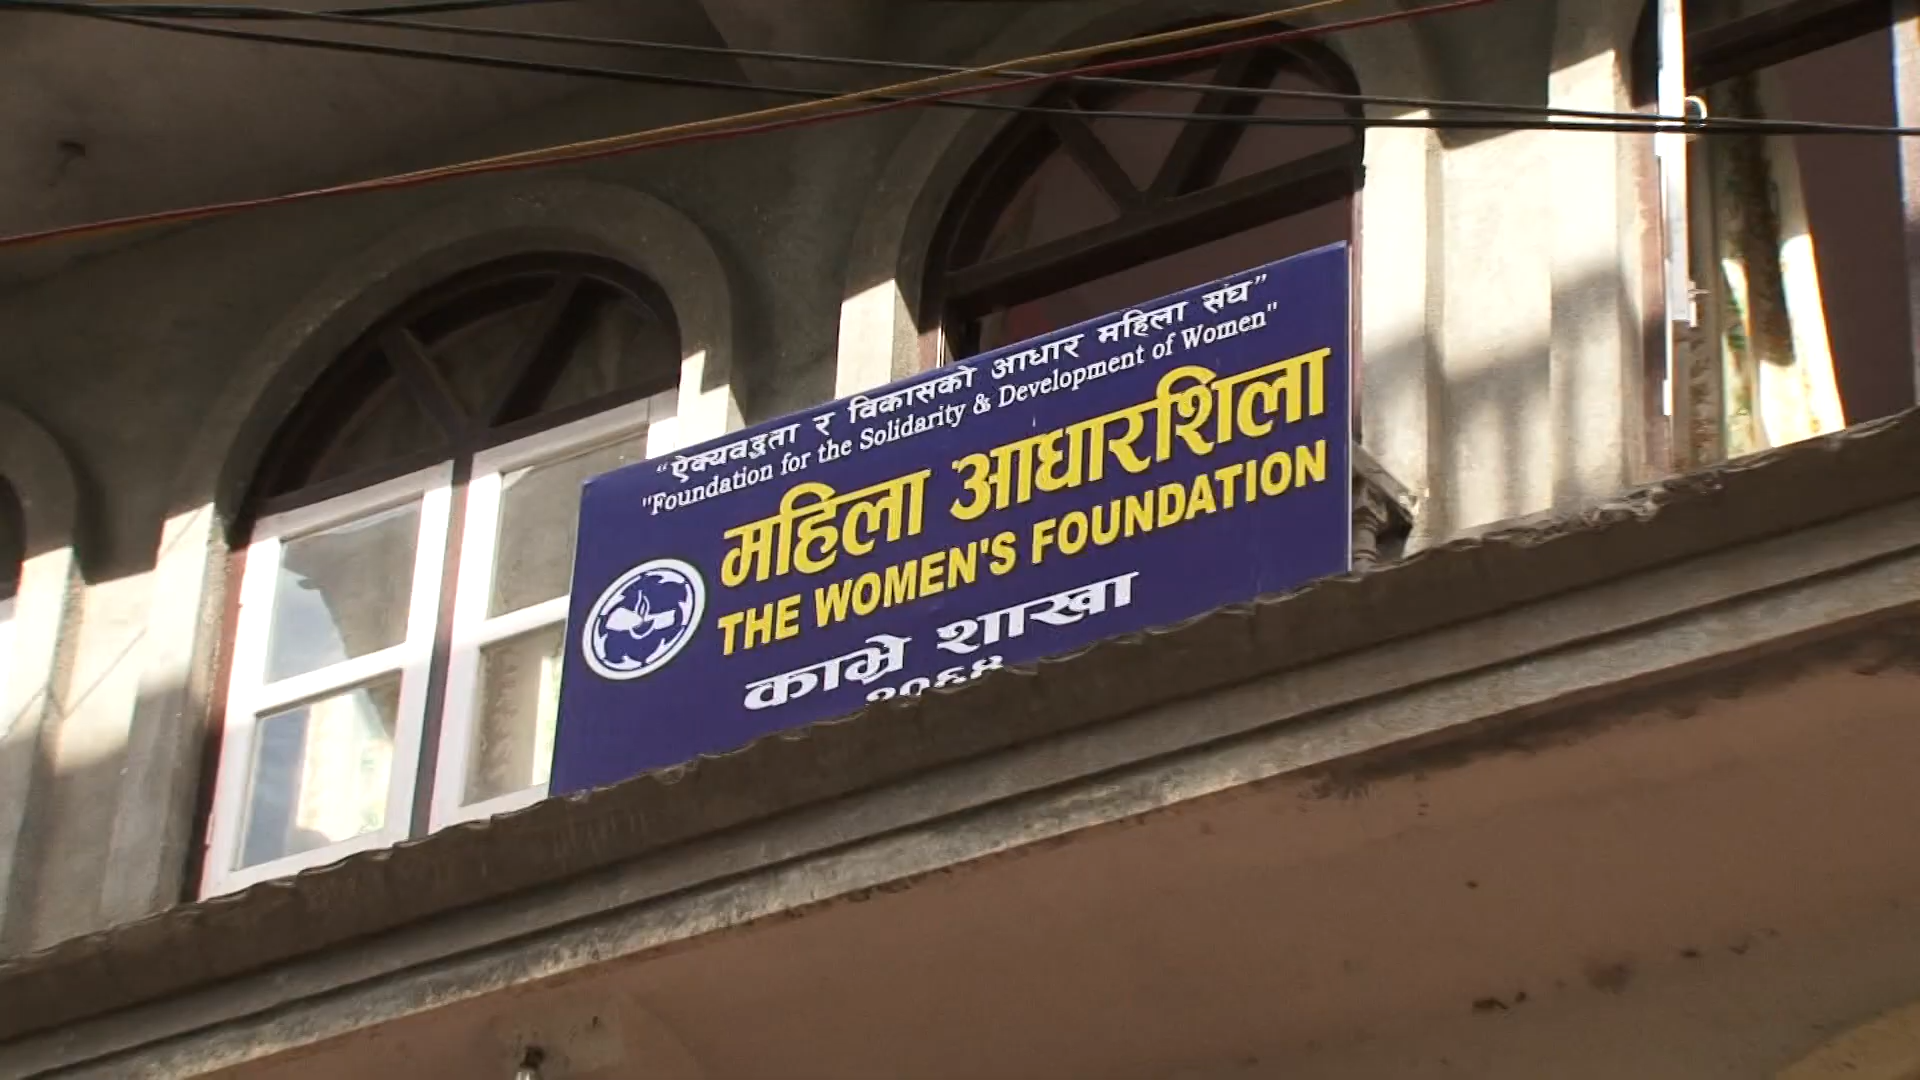 “ऐक्यवद्धता र विकासको आधार महिला संघ”
"Foundation for the Solidarity & Development of Women"
महिला आधारशिला
THE WOMEN'S FOUNDATION
काभ्रे शाखा
२०६४